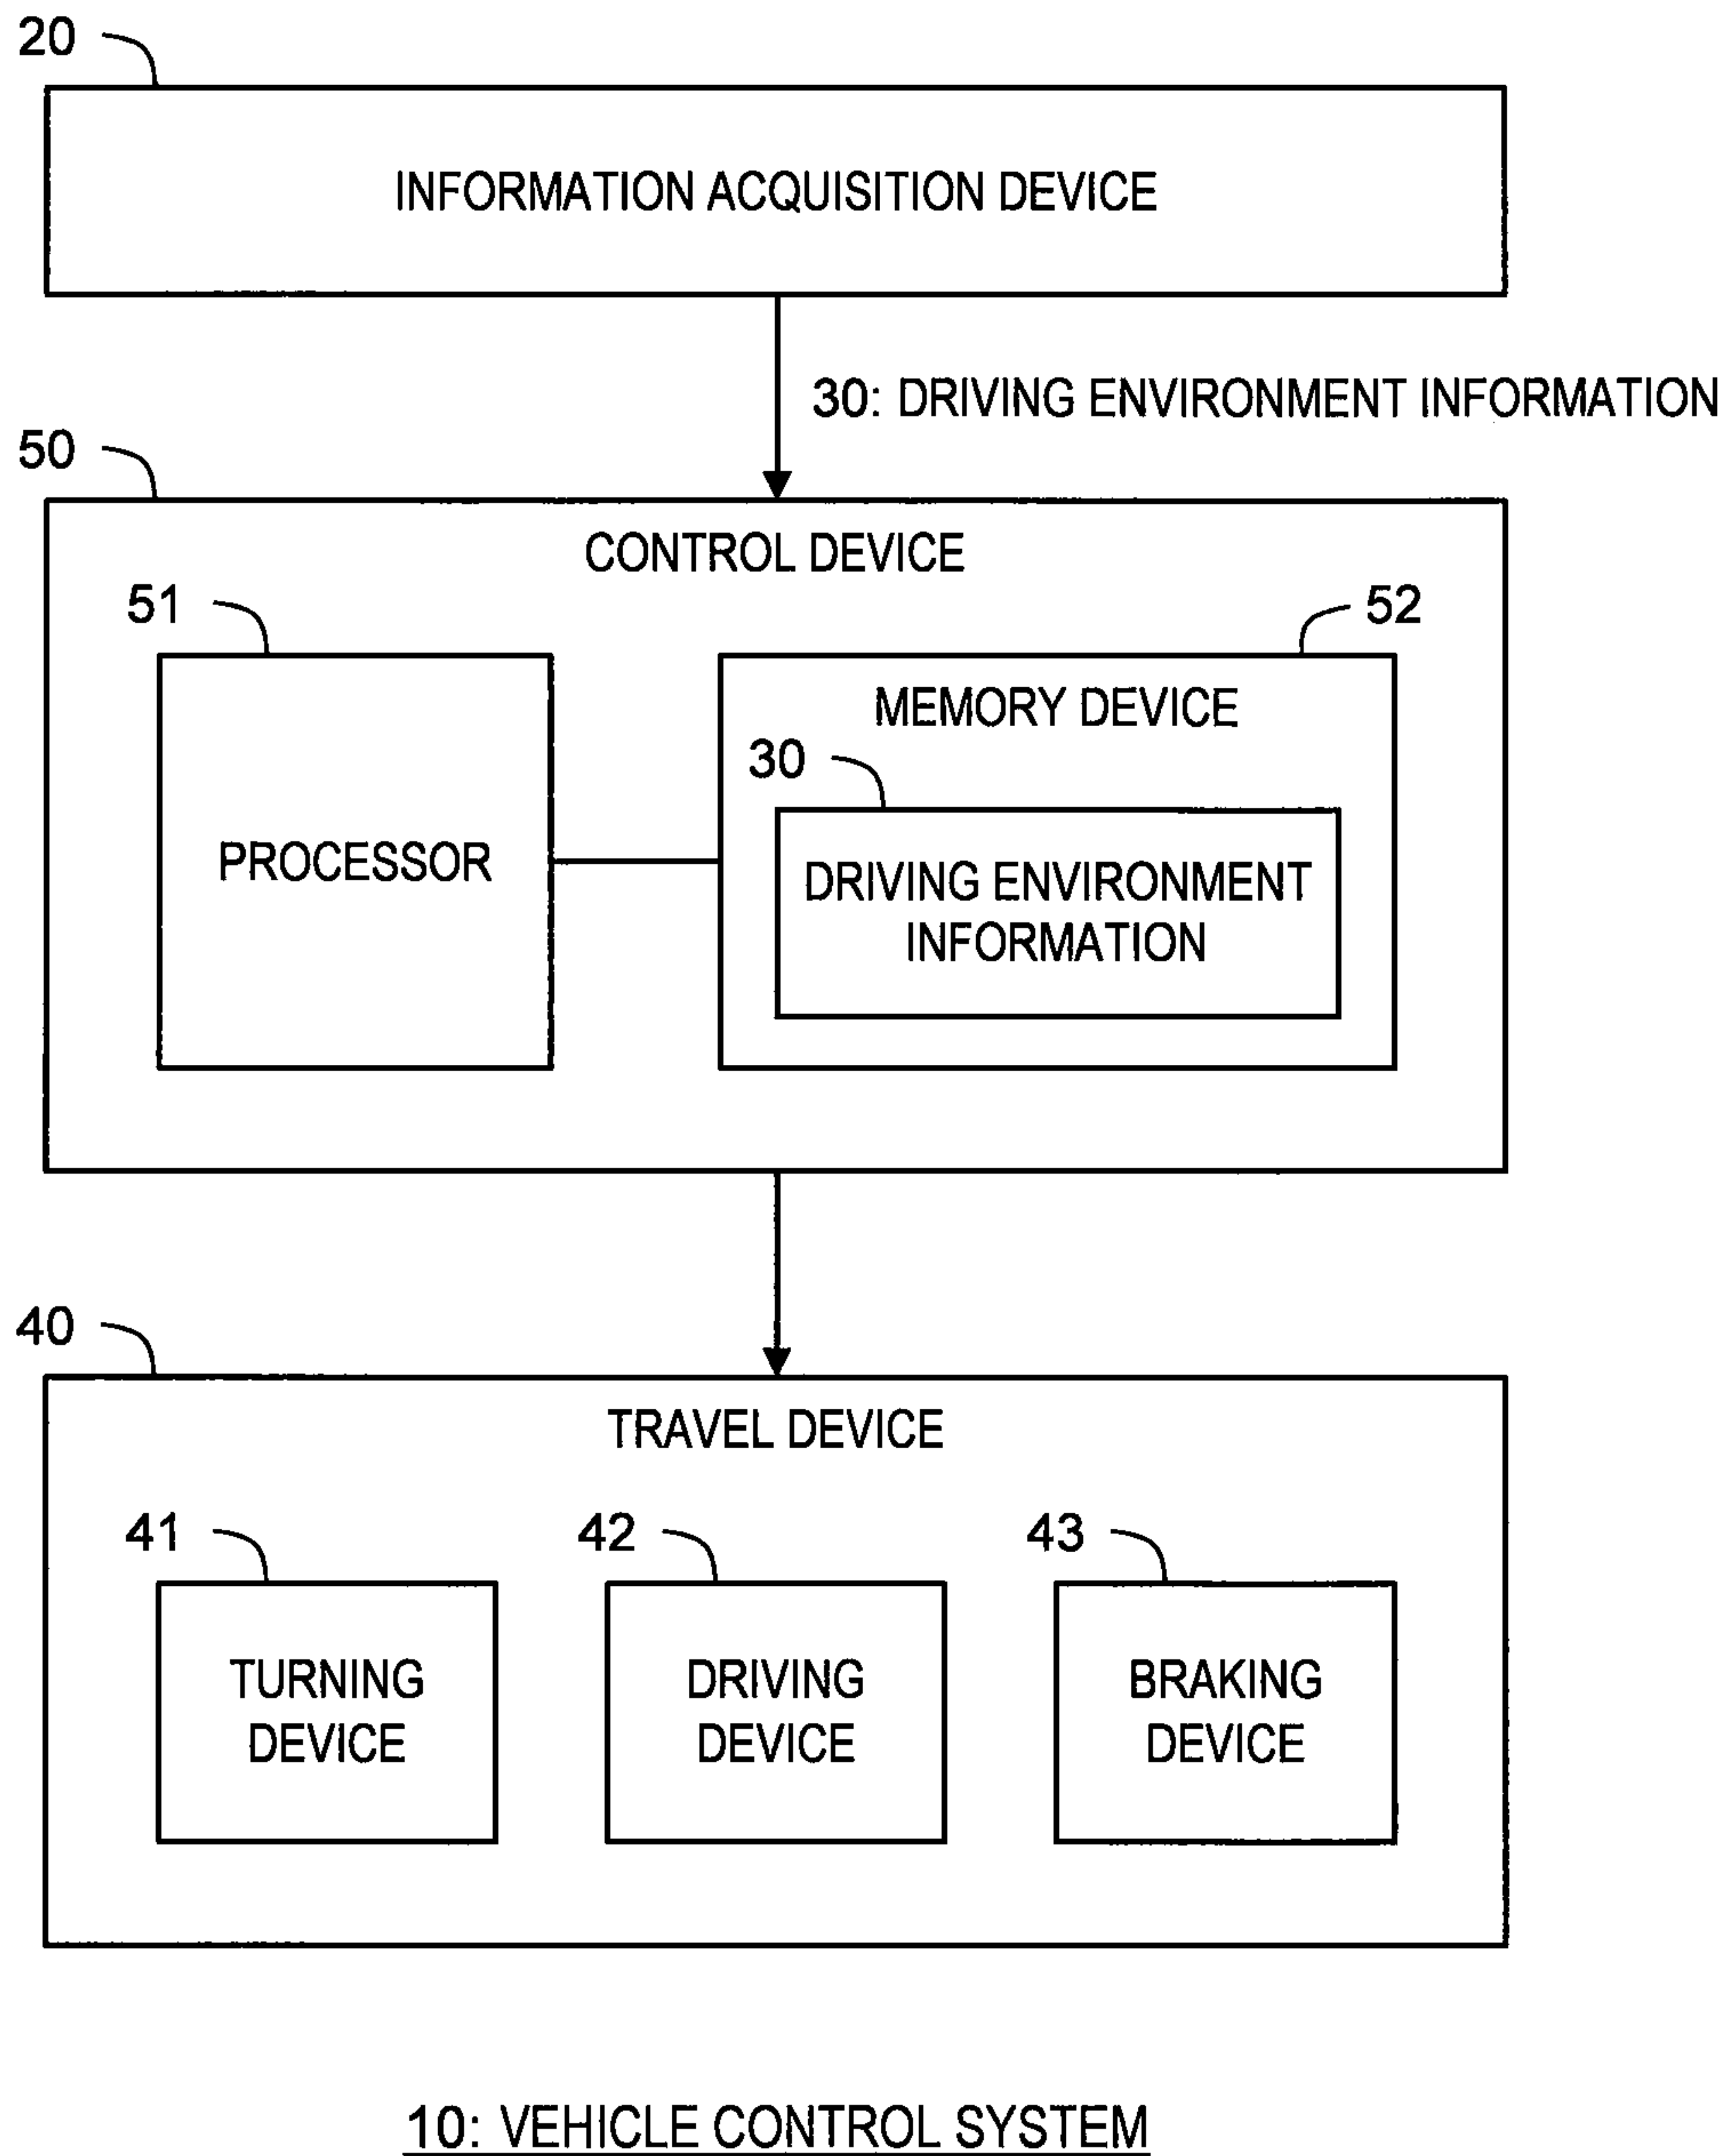 20
INFORMATION ACQUISITION DEVICE
30: DRIVING ENVIRONMENT INFORMATION
50
CONTROL DEVICE
51
52
MEMORY DEVICE
30
PROCESSOR
DRIVING ENVIRONMENT
INFORMATION
40
TRAVEL DEVICE
41
42
43
TURNING
DEVICE
DRIVING
DEVICE
BRAKING
DEVICE
10: VEHICLE CONTROL SYSTEM